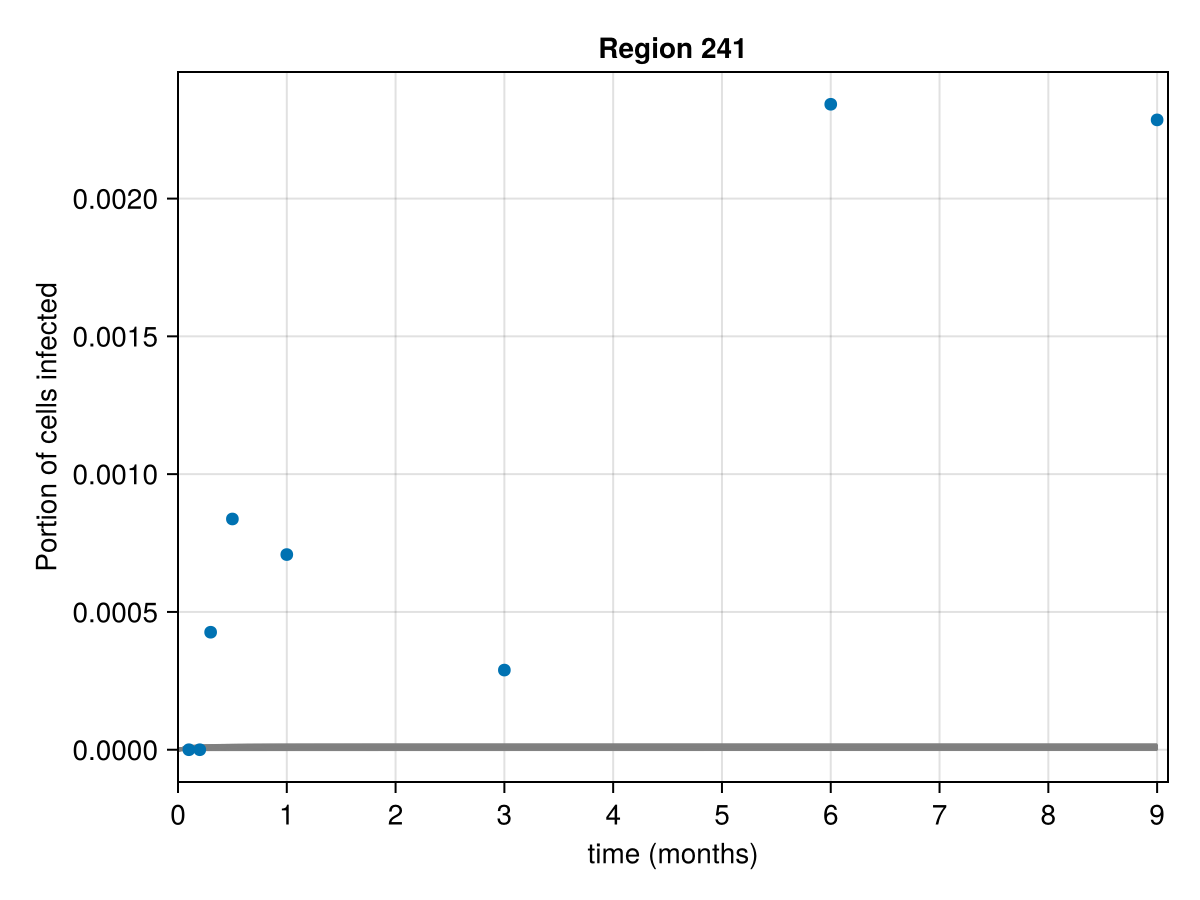 Region 241
Portion of cells infected
0.0020
0.0015
0.0010
0.0005
0.0000
0 1 2 3 4 5 6 7 8 9
time (months)